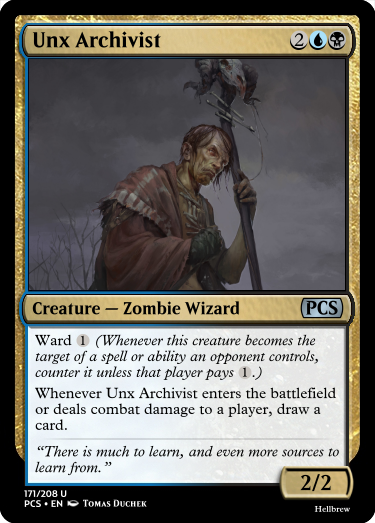 Unx Archivist 2
Creature — Zombie Wizard PCS
Ward 1 (Whenever this creature becomes the
target of a spell or ability an opponent controls,
counter it unless that player pays 1.)
Whenever Unx Archivist enters the battlefield
or deals combat damage to a player, draw a
card.
“There is much to learn, and even more sources to
learn from.”
2/2
171/208 U
PCS • EN Tomas Duchek
Hellbrew